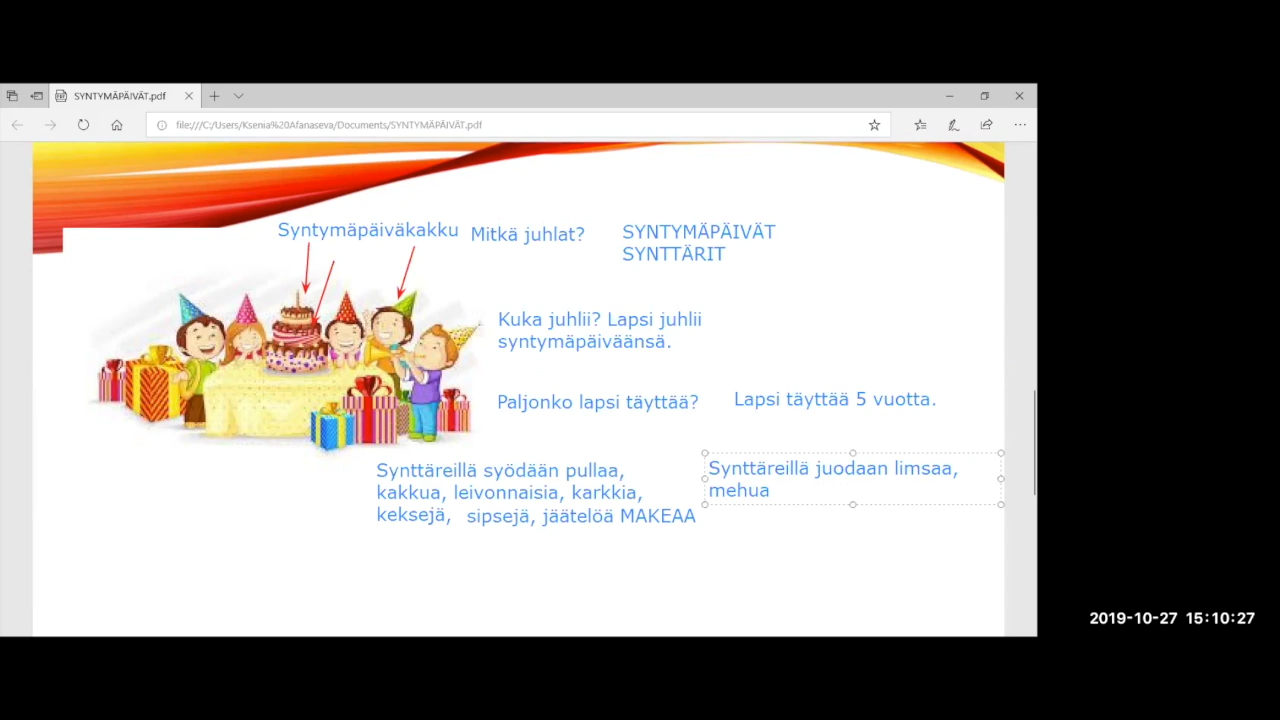 SYNTYMÄPÄIVÄT.pdf
file:///C:/Users/Ksenia%20Afanaseva/Documents/SYNTYMÄPÄIVÄT.pdf
Syntymäpäiväkakku
Mitkä juhlat?
SYNTYMÄPÄIVÄT
SYNTTÄRIT
Kuka juhlii? Lapsi juhlii
syntymäpäiväänsä.
Paljonko lapsi täyttää?
Lapsi täyttää 5 vuotta.
Synttäreillä syödään pullaa,
kakkua, leivonnaisia, karkkia,
keksejä, sipsejä, jäätelöä MAKEAA
Synttäreillä juodaan limsaa,
mehua
2019-10-27 15:10:27